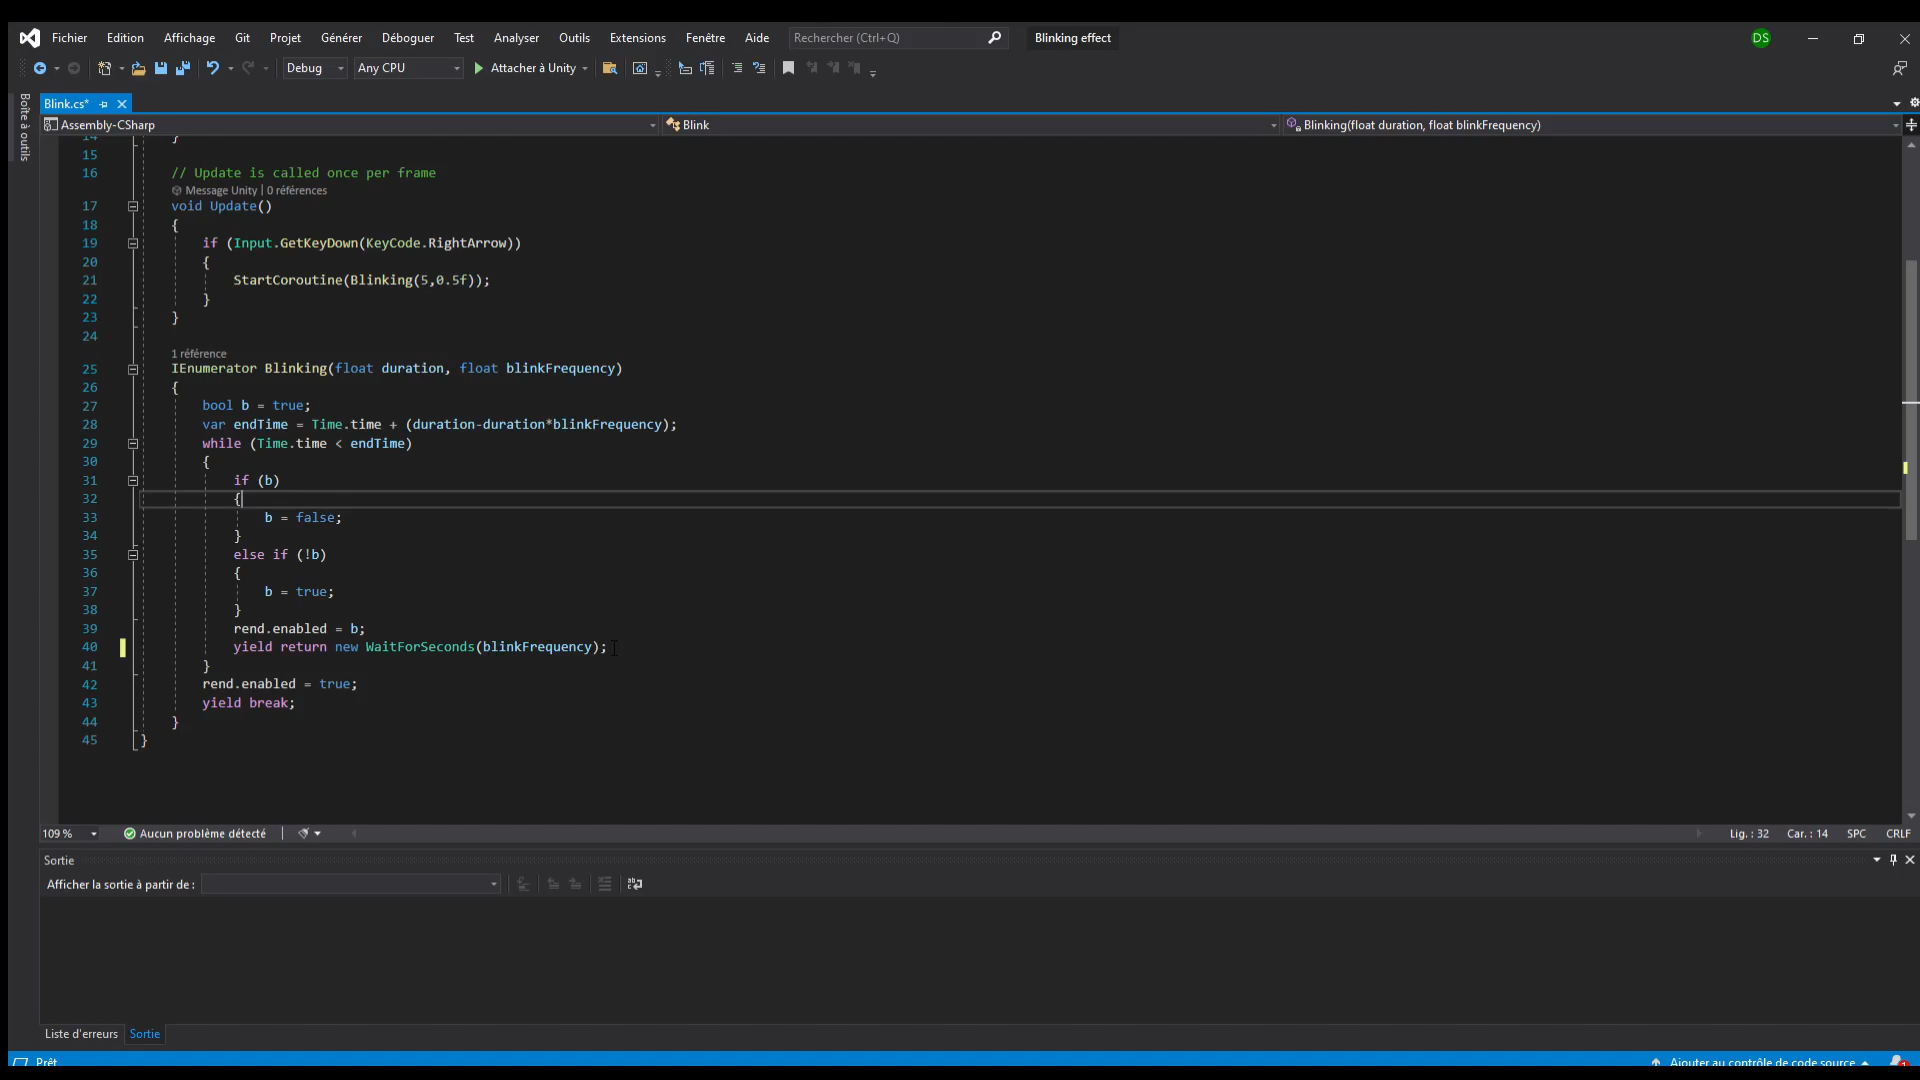 Fichier Edition Affichage Git Projet Générer Déboguer Test Analyser Outils Extensions Fenêtre Aide Rechercher (Ctrl+Q) Blinking effect DS
Debug Any CPU Attacher à Unity
Boîte à outils
Blink.cs*
Assembly-CSharp Blink Blinking(float duration, float blinkFrequency)
14 }
15
16 // Update is called once per frame
Message Unity | 0 références
17 void Update()
18 {
19 if (Input.GetKeyDown(KeyCode.RightArrow))
20 {
21 StartCoroutine(Blinking(5,0.5f));
22 }
23 }
24
1 référence
25 IEnumerator Blinking(float duration, float blinkFrequency)
26 {
27 bool b = true;
28 var endTime = Time.time + (duration-duration*blinkFrequency);
29 while (Time.time < endTime)
30 {
31 if (b)
32 {
33 b = false;
34 }
35 else if (!b)
36 {
37 b = true;
38 }
39 rend.enabled = b;
40 yield return new WaitForSeconds(blinkFrequency);
41 }
42 rend.enabled = true;
43 yield break;
44 }
45 }
109 % Aucun problème détecté Lig. : 32 Car. : 14 SPC CRLF
Sortie
Afficher la sortie à partir de :
Liste d'erreurs Sortie
Prêt Ajouter au contrôle de code source